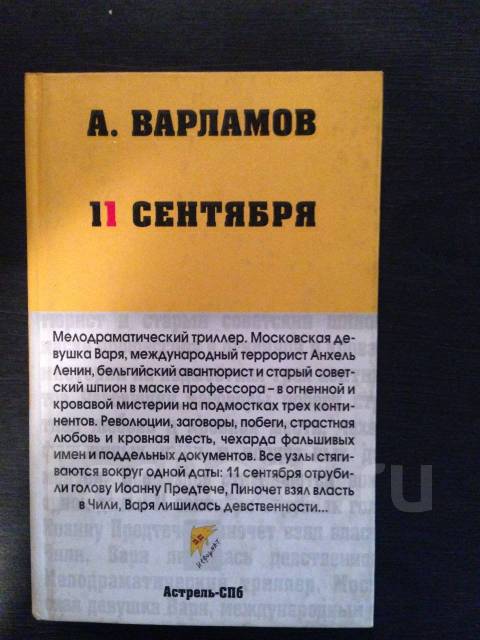 А. ВАРЛАМОВ
11 СЕНТЯБРЯ
Мелодраматический триллер. Московская де-
вушка Варя, международный террорист Анхель
Ленин, бельгийский авантюрист и старый совет-
ский шпион в маске профессора – в огненной и
кровавой мистерии на подмостках трех конти-
нентов. Революции, заговоры, побеги, страстная
любовь и кровная месть, чехарда фальшивых
имен и поддельных документов. Все узлы стяги-
ваются вокруг одной даты: 11 сентября отруби-
ли голову Иоанну Предтече, Пиночет взял власть
в Чили, Варя лишилась девственности...
Астрель-СПб